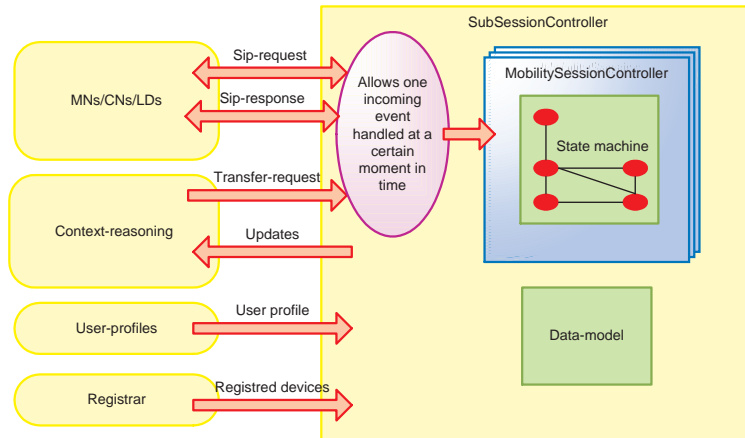 SubSessionController
Sip-request
MNs/CNs/LDs
Sip-response
Allows one
incoming
event
handled at a
certain
moment in
time
MobilitySessionController
State machine
Transfer-request
Context-reasoning
Updates
User profile
User-profiles
Data-model
Registred devices
Registrar